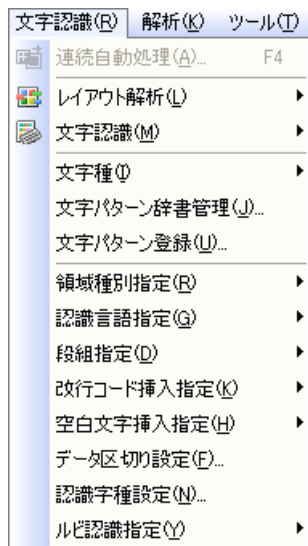 文字認識(R) 解析(K) ツール(T)
連続自動処理(A)... F4
レイアウト解析(L)
文字認識(M)
文字種(I)
文字パターン辞書管理(J)...
文字パターン登録(U)...
領域種別指定(R)
認識言語指定(G)
段組指定(D)
改行コード挿入指定(K)
空白文字挿入指定(H)
データ区切り設定(F)...
認識字種設定(N)...
ルビ認識指定(Y)